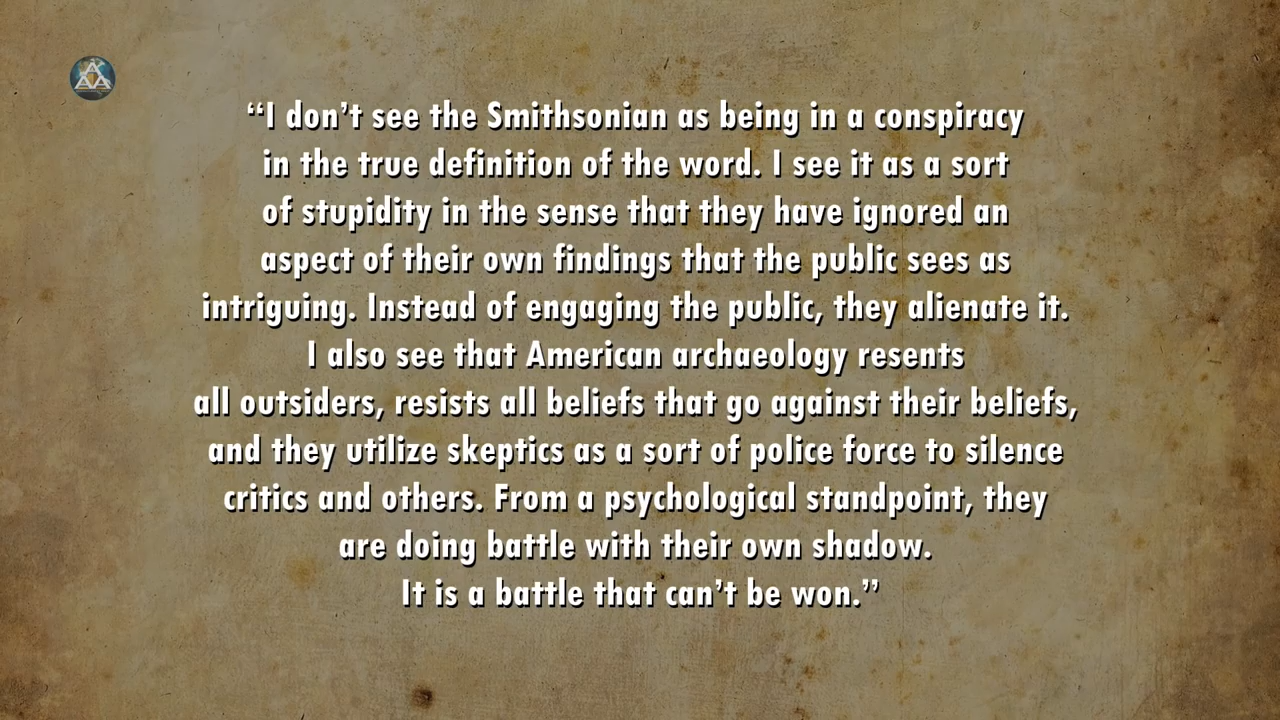 “I don’t see the Smithsonian as being in a conspiracy
in the true definition of the word. I see it as a sort
of stupidity in the sense that they have ignored an
aspect of their own findings that the public sees as
intriguing. Instead of engaging the public, they alienate it.
I also see that American archaeology resents
all outsiders, resists all beliefs that go against their beliefs,
and they utilize skeptics as a sort of police force to silence
critics and others. From a psychological standpoint, they
are doing battle with their own shadow.
It is a battle that can’t be won.”